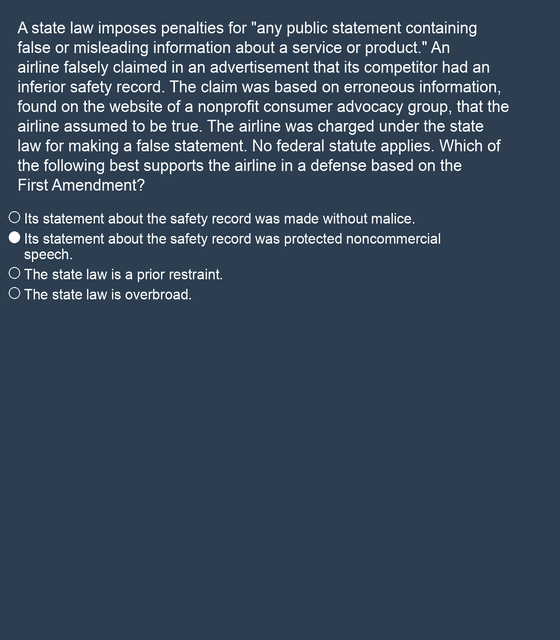 A state law imposes penalties for "any public statement containing
false or misleading information about a service or product." An
airline falsely claimed in an advertisement that its competitor had an
inferior safety record. The claim was based on erroneous information,
found on the website of a nonprofit consumer advocacy group, that the
airline assumed to be true. The airline was charged under the state
law for making a false statement. No federal statute applies. Which of
the following best supports the airline in a defense based on the
First Amendment?
Its statement about the safety record was made without malice.
Its statement about the safety record was protected noncommercial
speech.
The state law is a prior restraint.
The state law is overbroad.